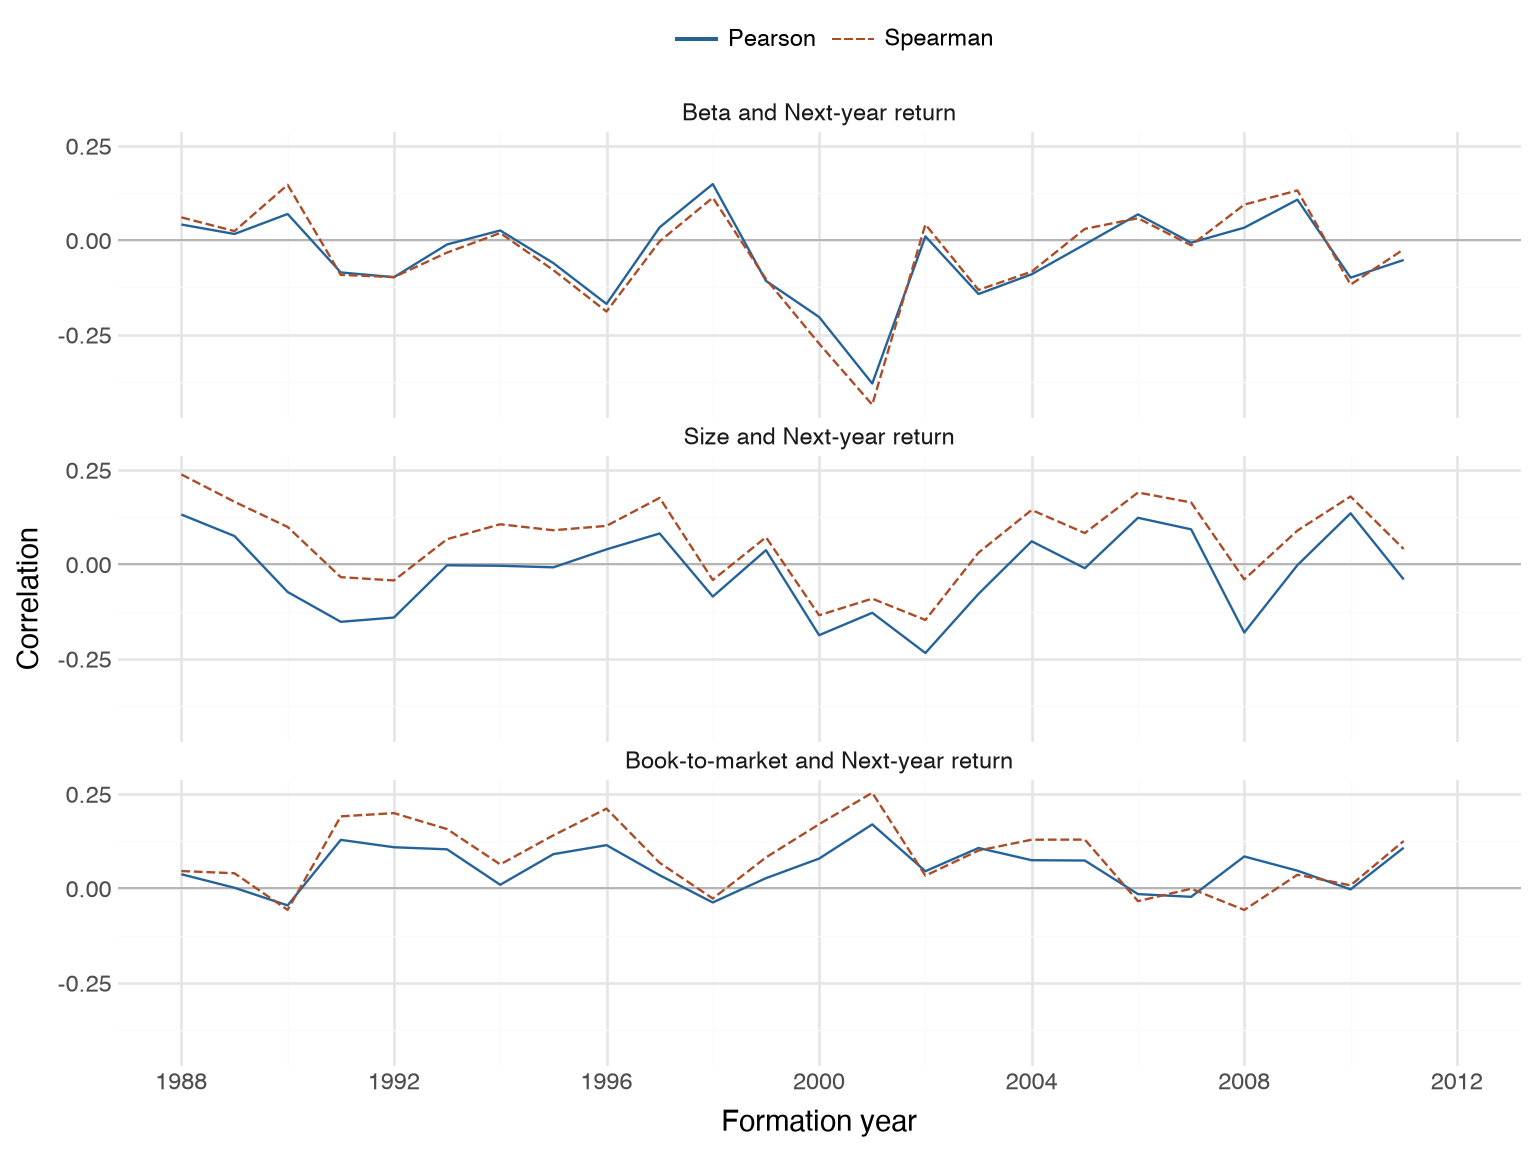 Pearson Spearman
Beta and Next-year return
0.25
0.00
-0.25
Size and Next-year return
0.25
0.00
-0.25
Book-to-market and Next-year return
0.25
0.00
-0.25
Correlation
1988 1992 1996 2000 2004 2008 2012
Formation year